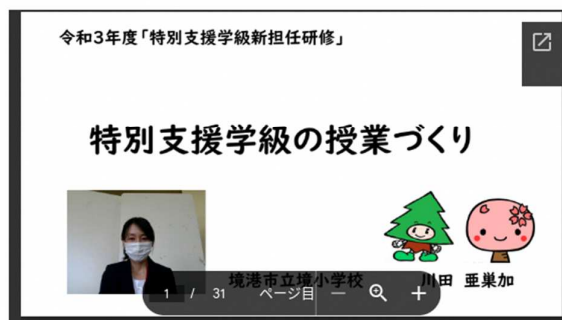 令和3年度「特別支援学級新担任研修」
特別支援学級の授業づくり
境港市立境小学校 川田 亜巣加
1 / 31 ページ目